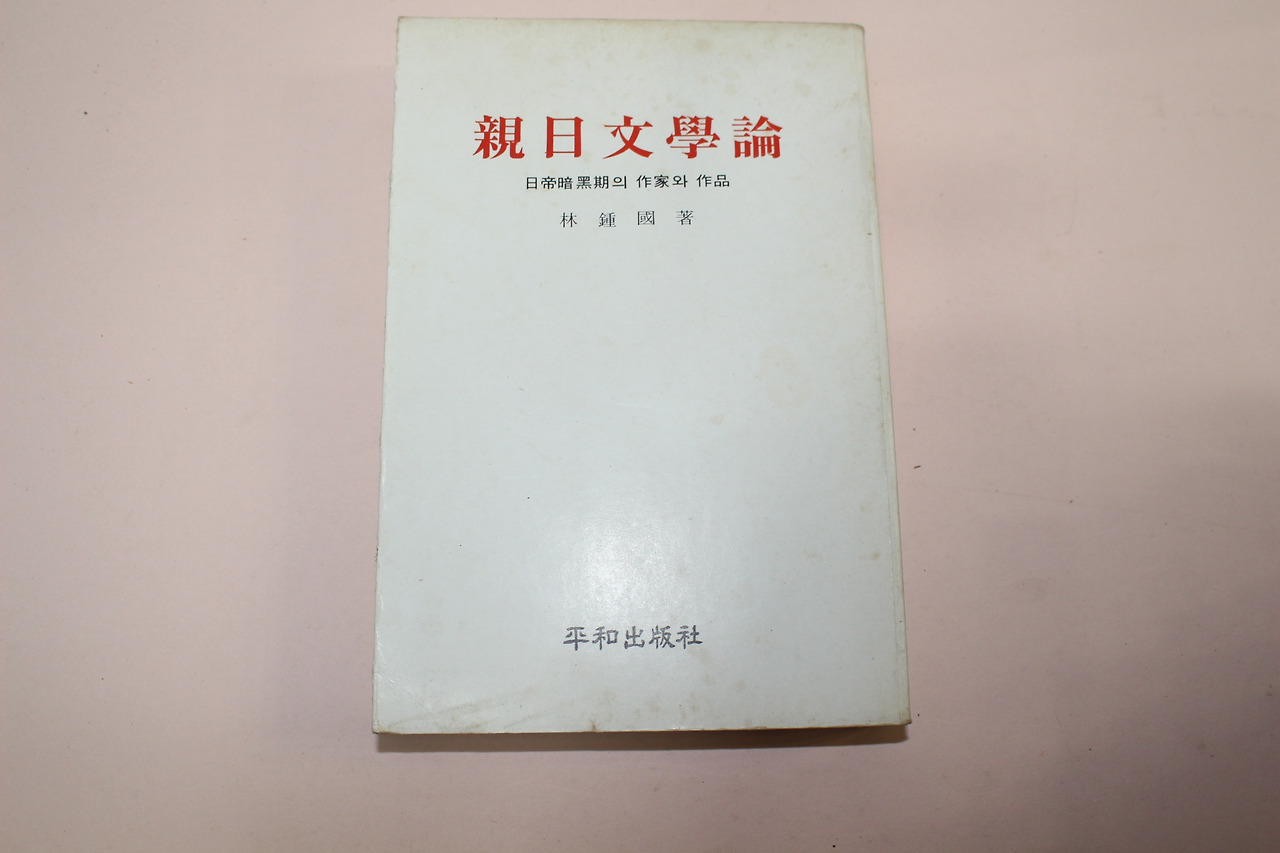 親日文學論
日帝暗黑期의 作家와 作品
林鍾國 著
平和出版社